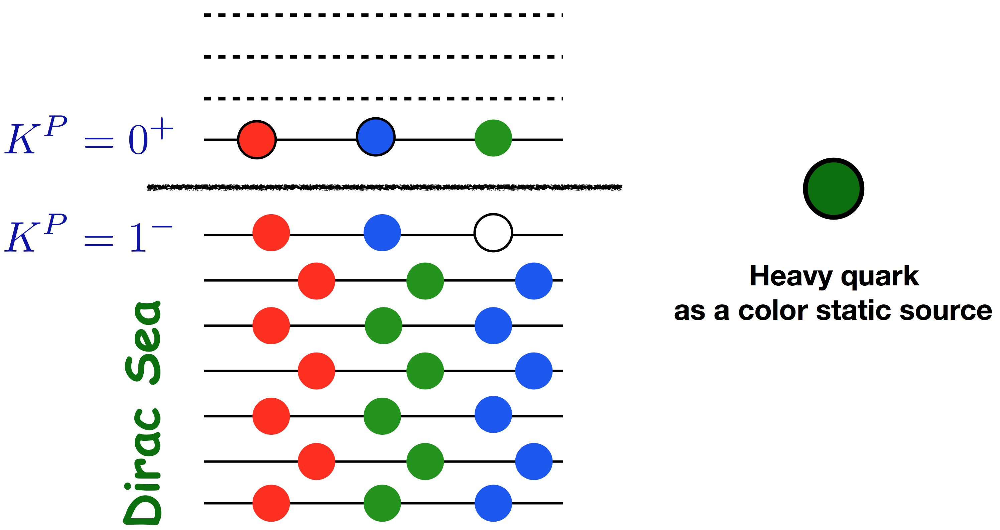 K^P = 0^+
K^P = 1^-
Dirac Sea
Heavy quark
as a color static source